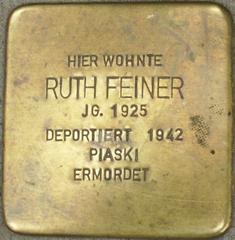 HIER WOHNTE
RUTH FEINER
JG. 1925
DEPORTIERT 1942
PIASKI
ERMORDET